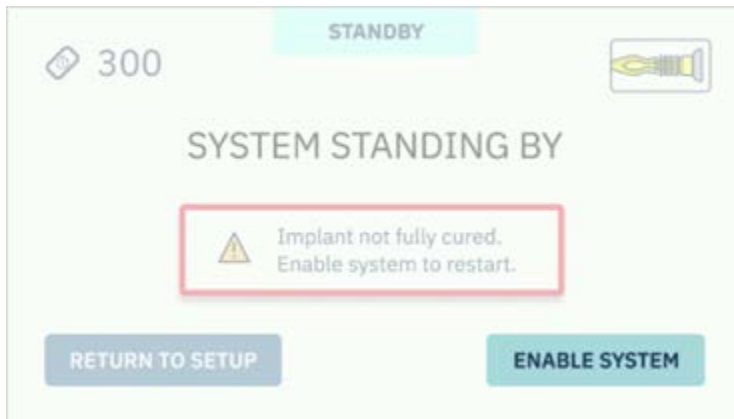 STANDBY
300
SYSTEM STANDING BY
Implant not fully cured.
Enable system to restart.
RETURN TO SETUP
ENABLE SYSTEM